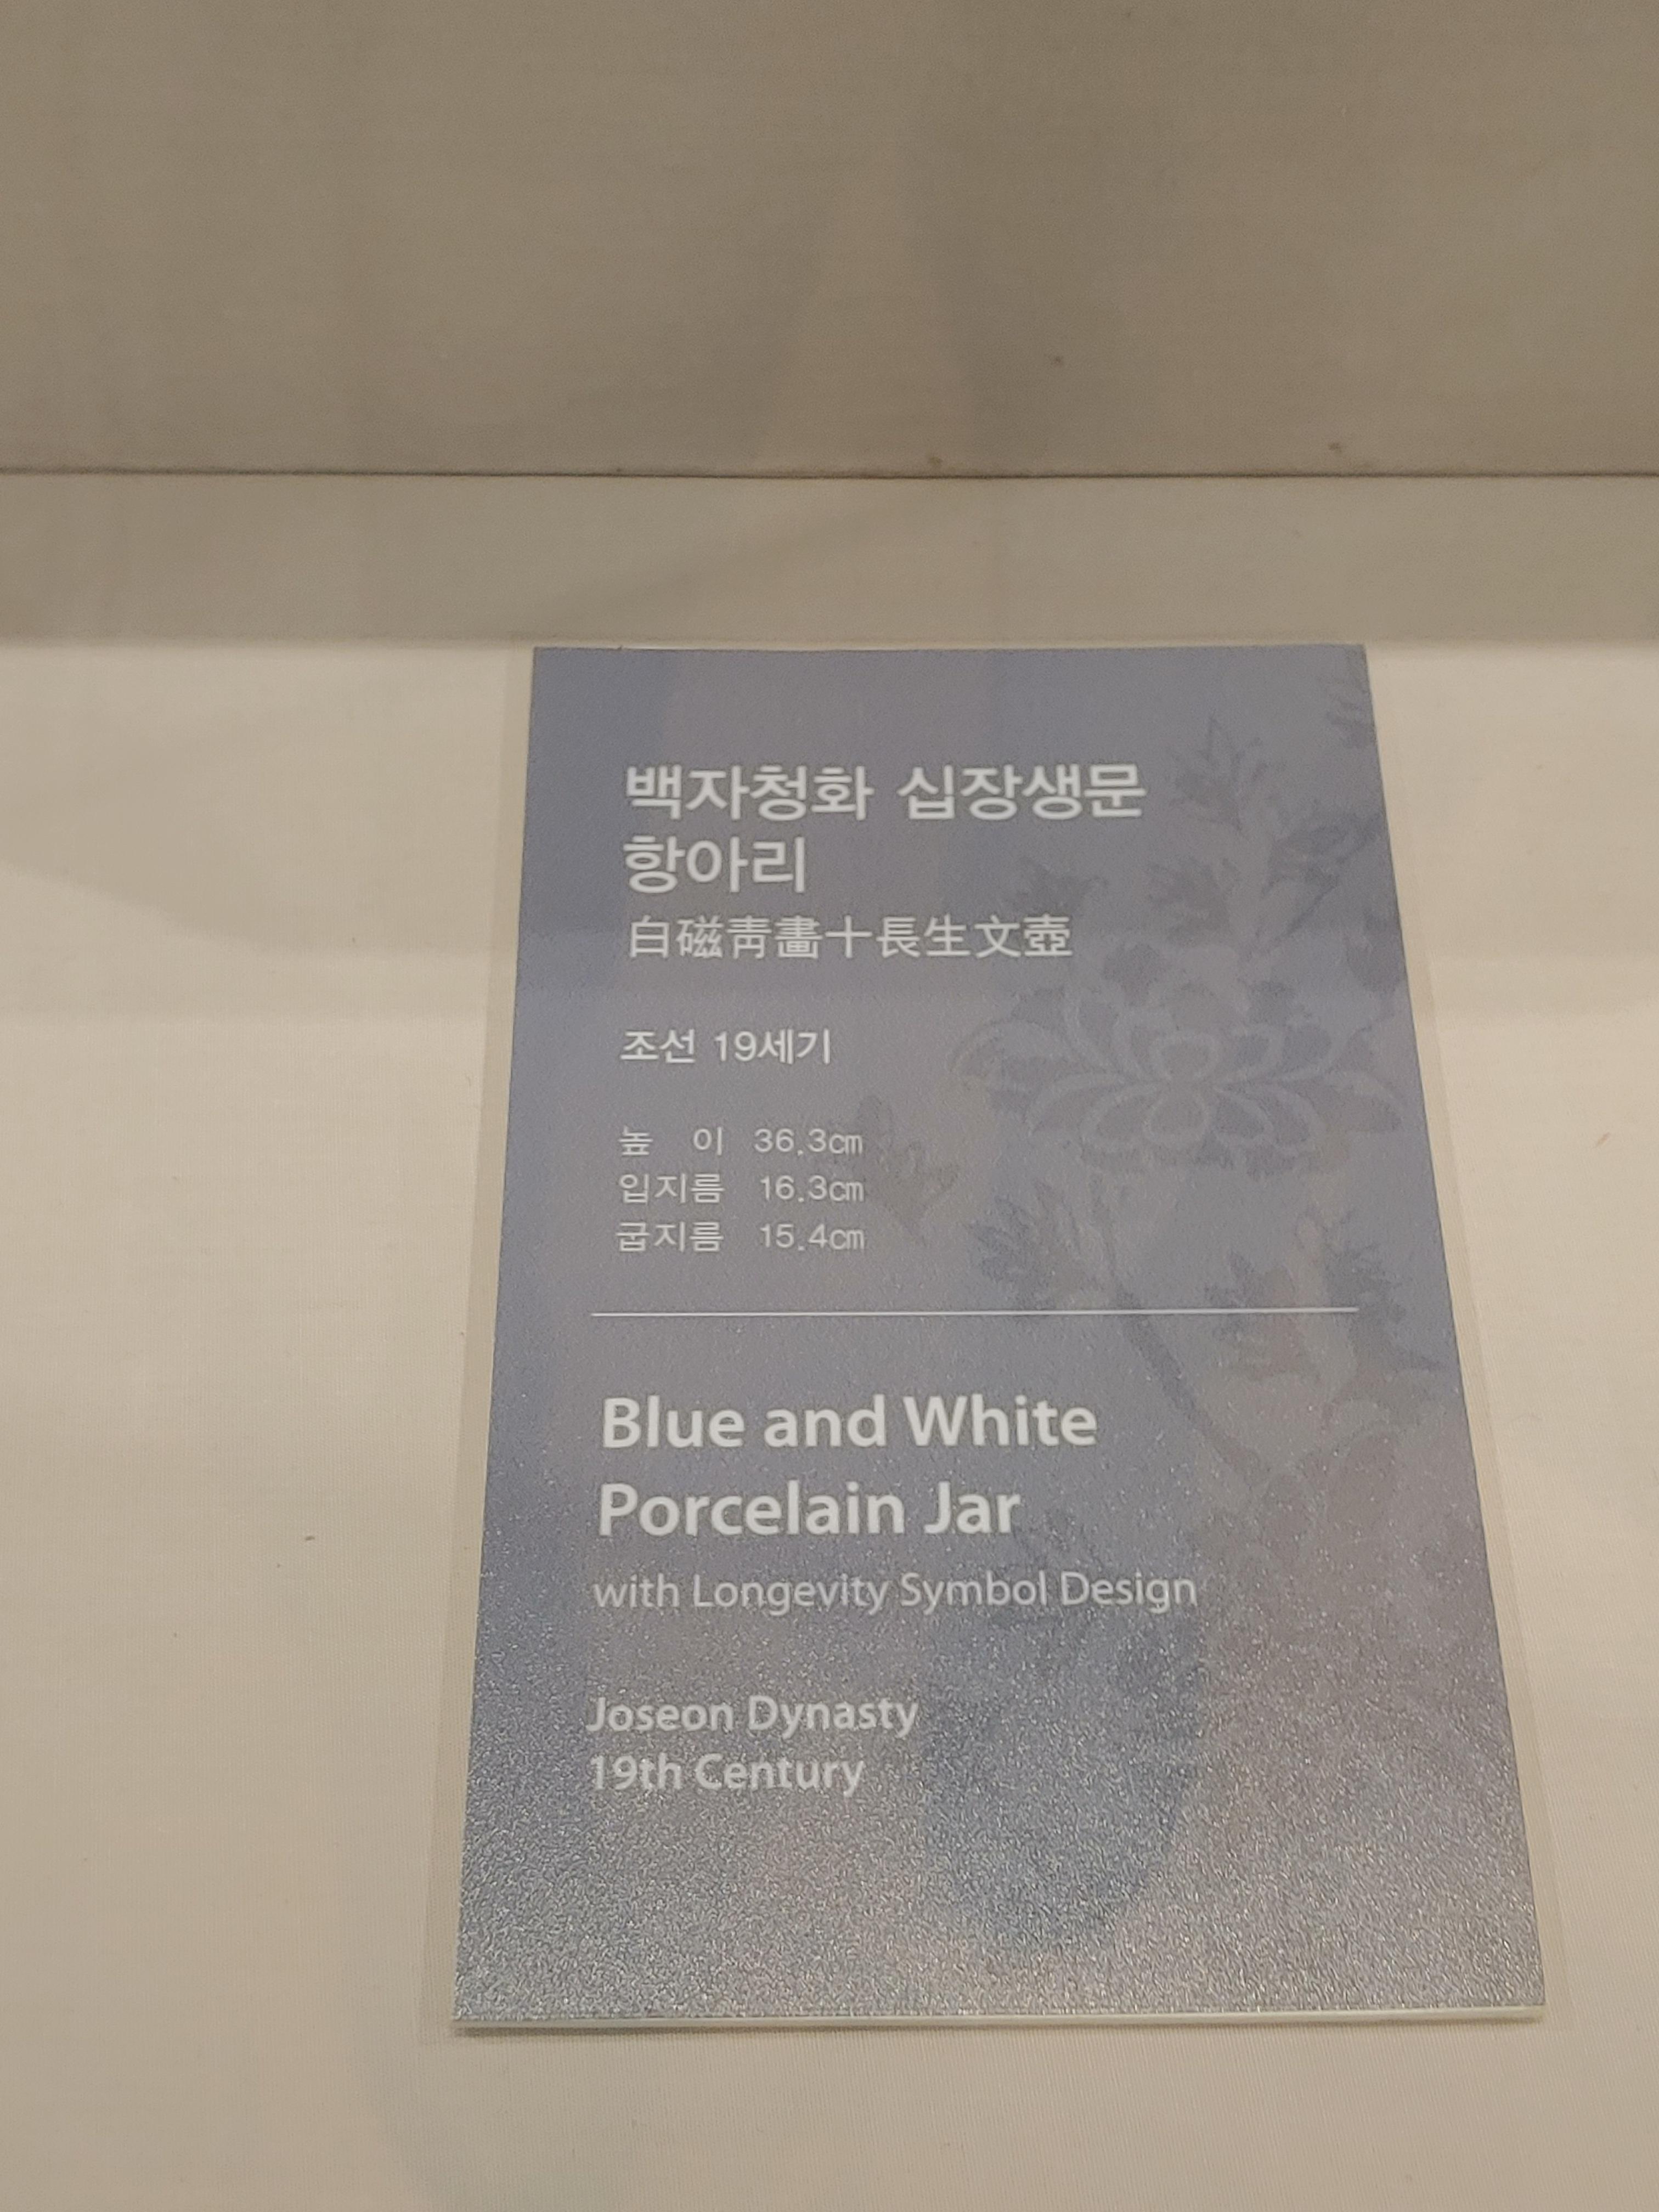 백자청화 십장생문
항아리
白磁靑畵十長生文壺
조선 19세기
높 이 36.3㎝
입지름 16.3㎝
굽지름 15.4㎝
Blue and White
Porcelain Jar
with Longevity Symbol Design
Joseon Dynasty
19th Century